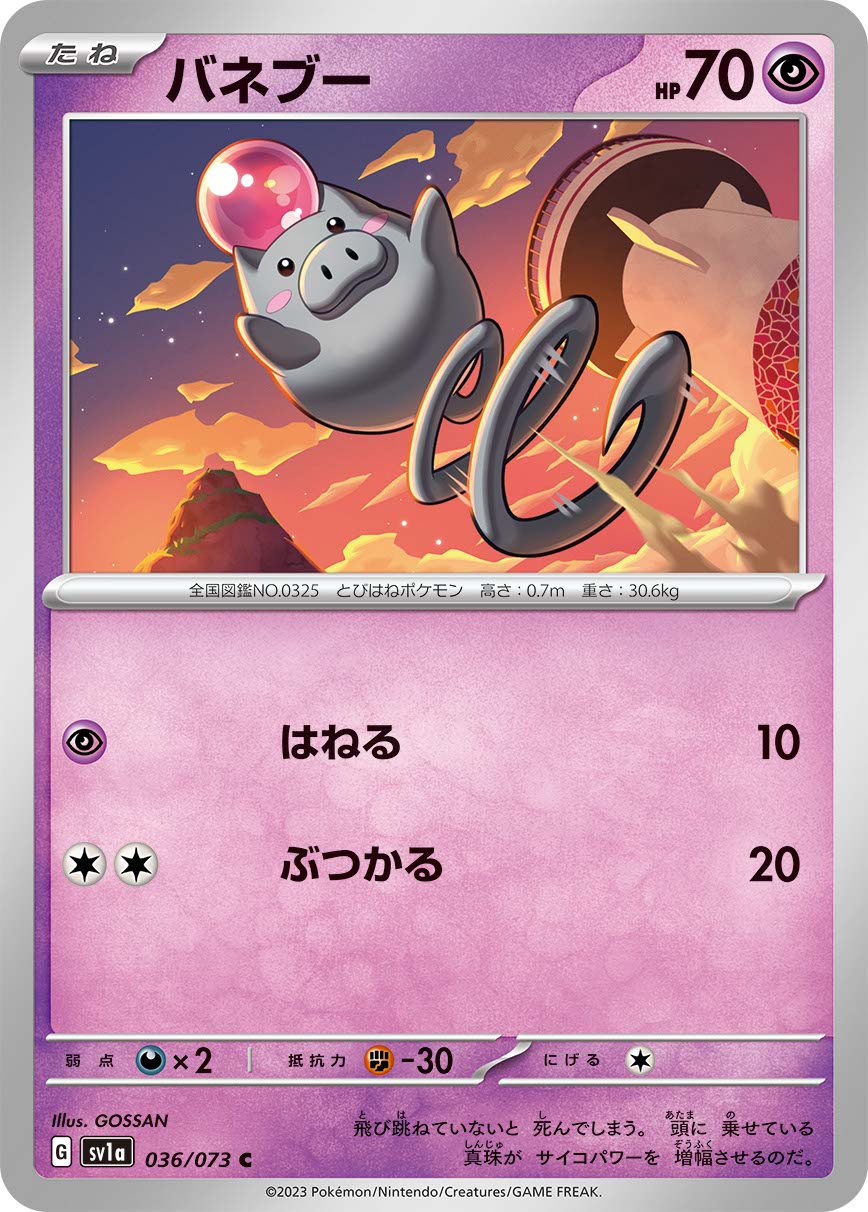 たね
バネブー
HP70
全国図鑑NO.0325 とびはねポケモン 高さ：0.7m 重さ：30.6kg
はねる 10
ぶつかる 20
弱点 ×2 抵抗力 -30 にげる
Illus. GOSSAN
飛び跳ねていないと 死んでしまう。頭に 乗せている
真珠が サイコパワーを 増幅させるのだ。
G sv1a 036/073 C
©2023 Pokémon/Nintendo/Creatures/GAME FREAK.